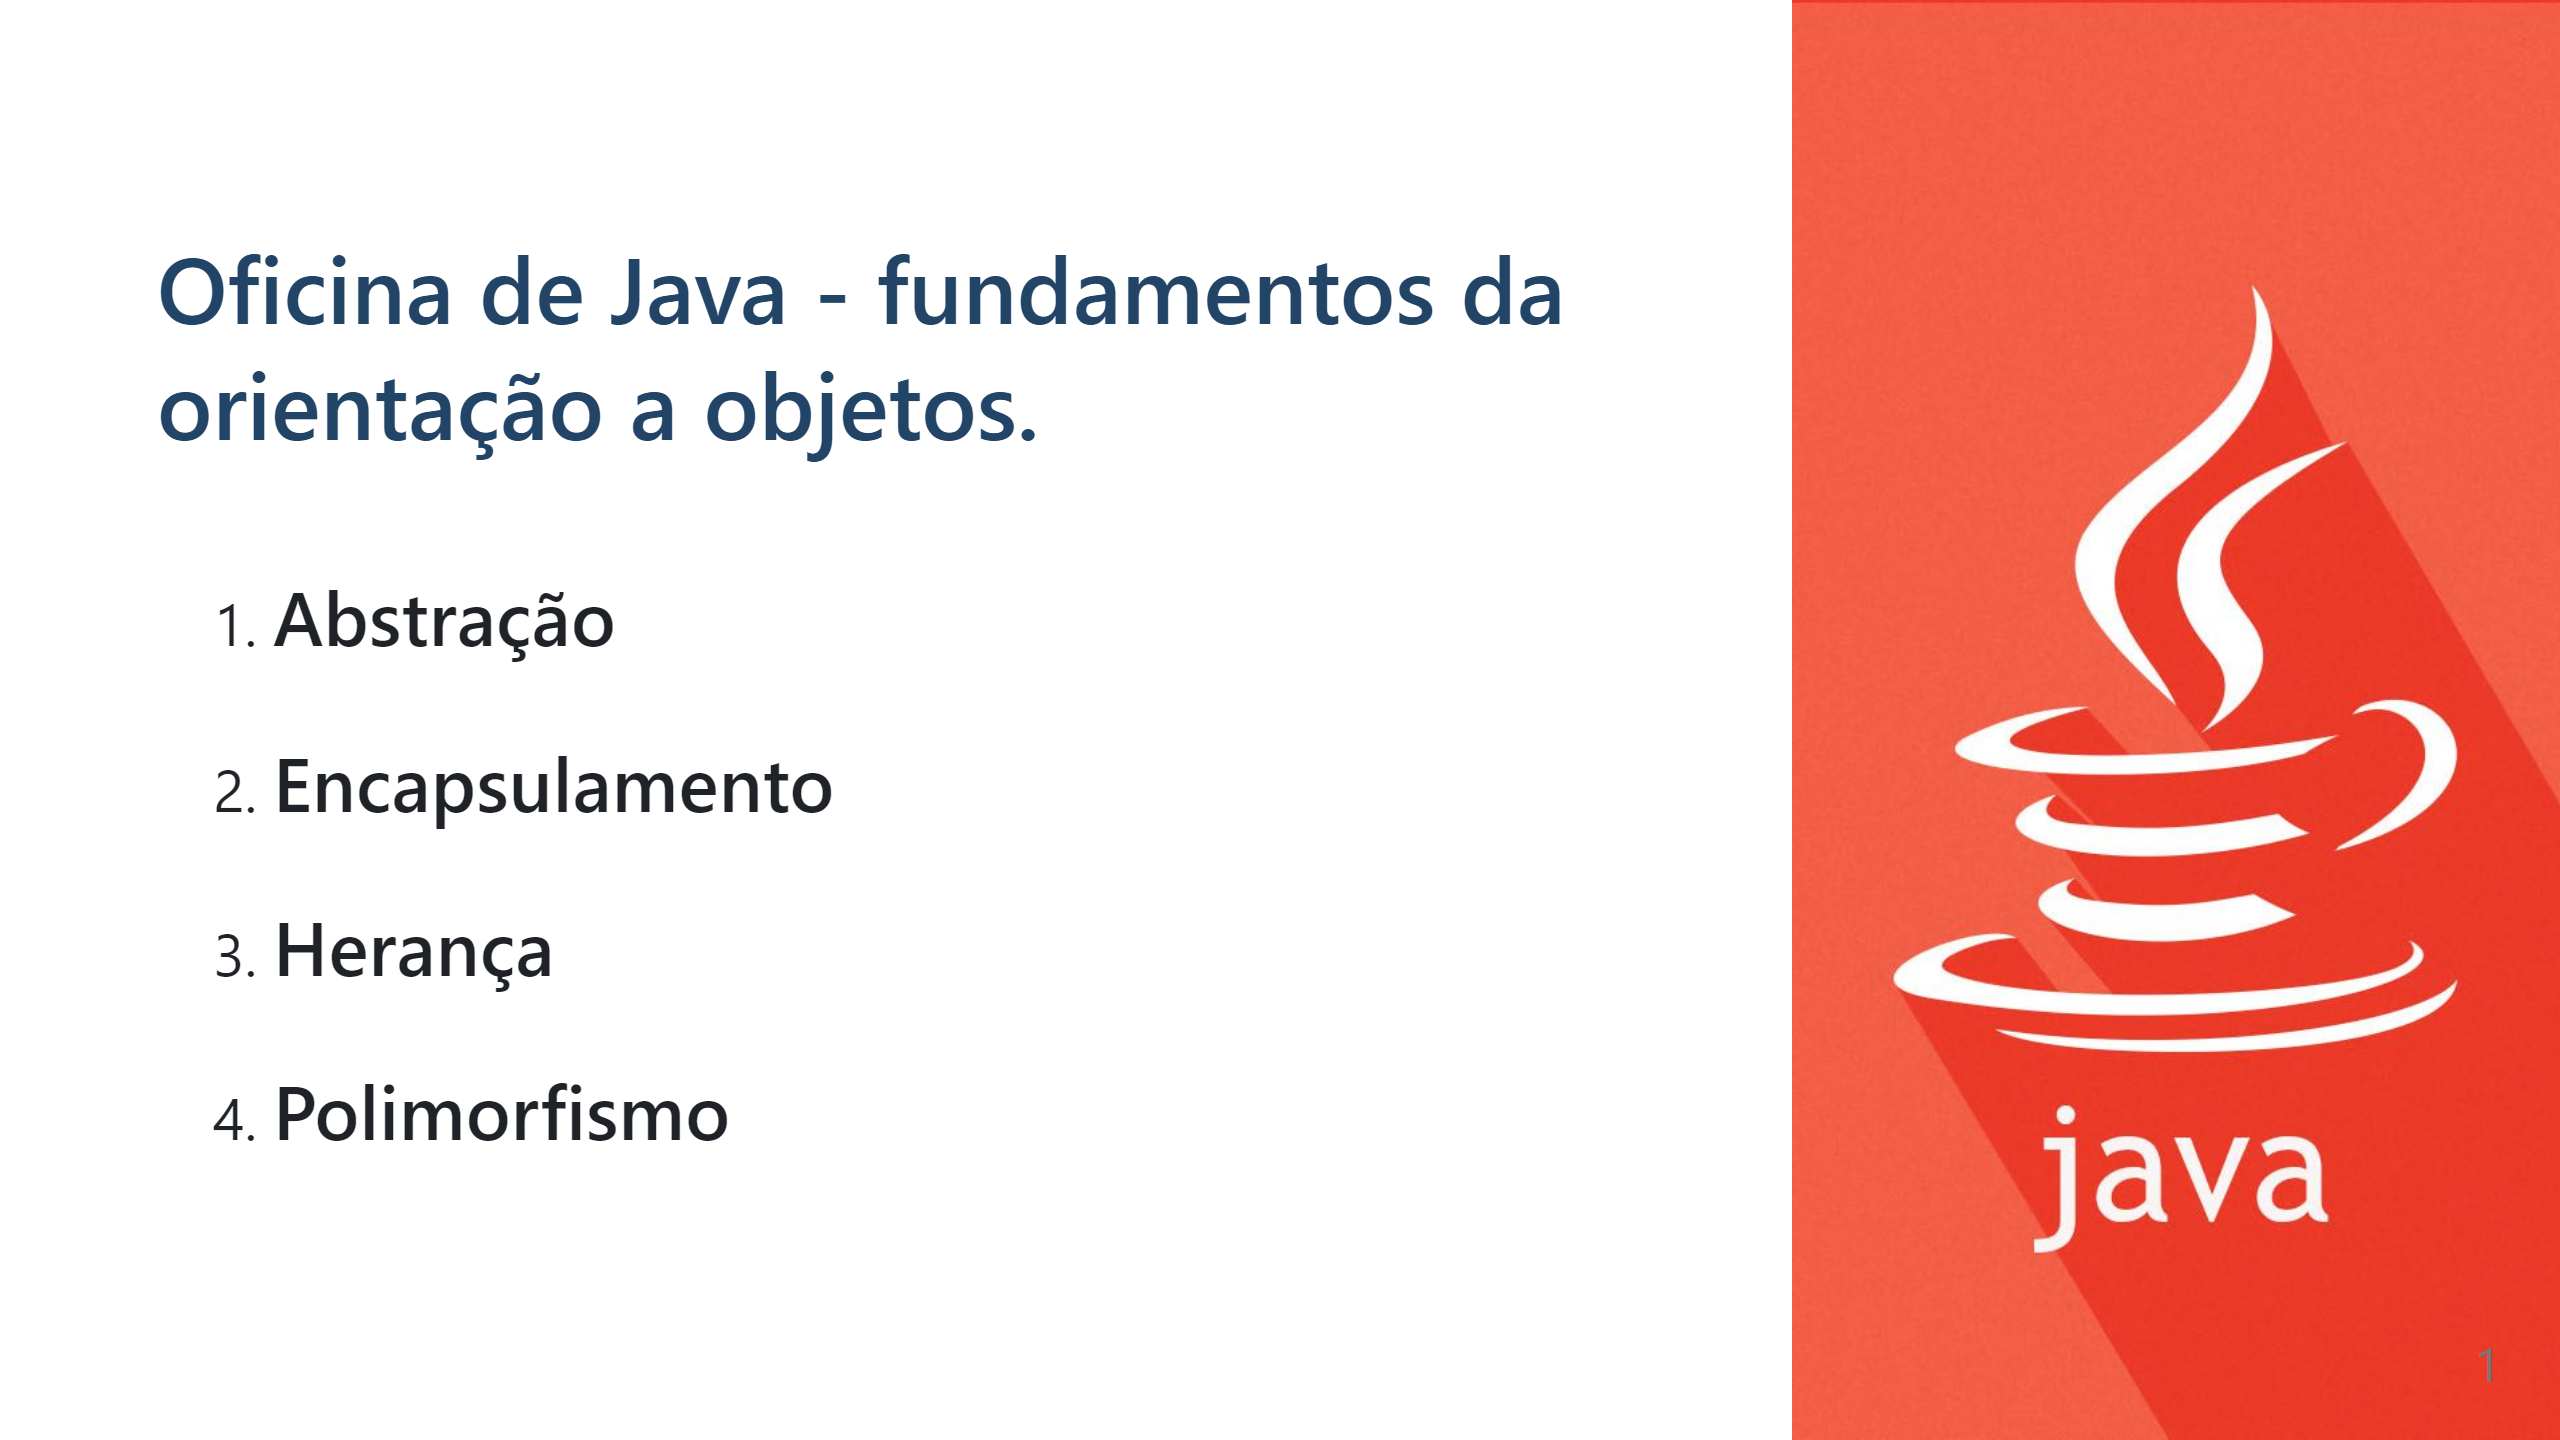 Oficina de Java - fundamentos da
orientação a objetos.
1. Abstração
2. Encapsulamento
3. Herança
4. Polimorfismo
java
1